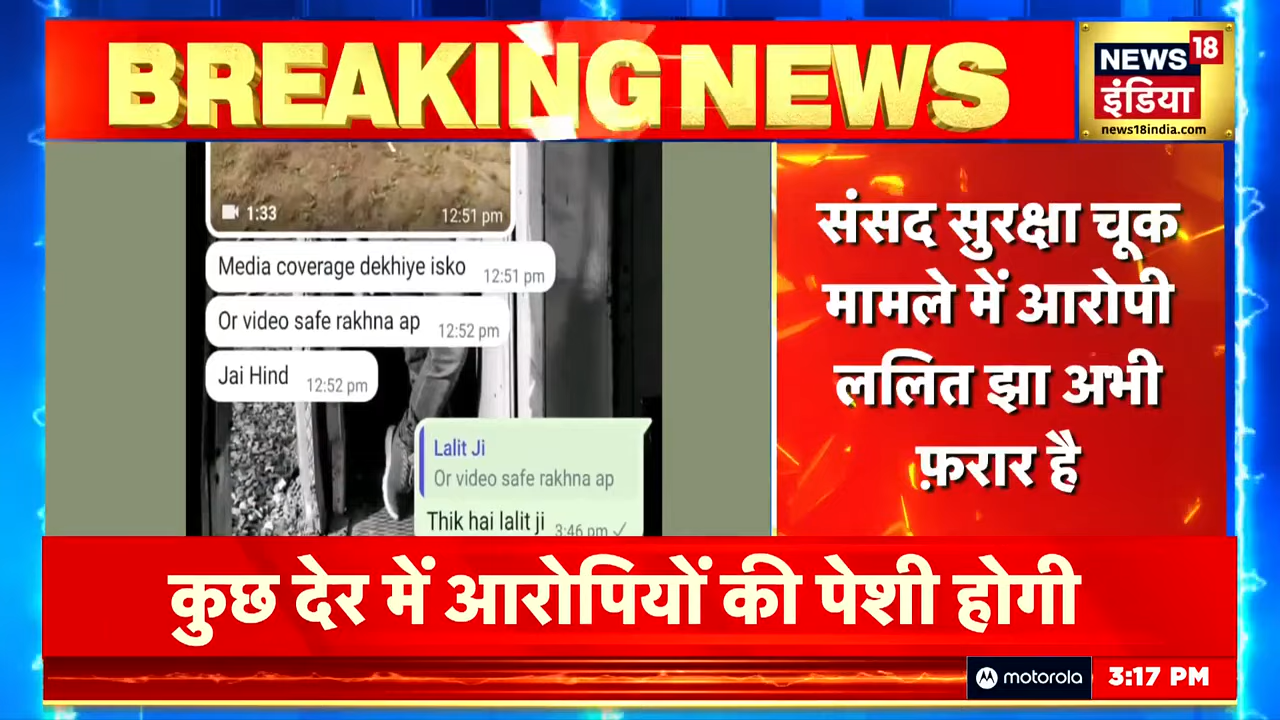 BREAKING NEWS
NEWS 18
इंडिया
news18india.com
1:33 12:51 pm
Media coverage dekhiye isko 12:51 pm
Or video safe rakhna ap 12:52 pm
Jai Hind 12:52 pm
Lalit Ji
Or video safe rakhna ap
Thik hai lalit ji 3:46 pm
संसद सुरक्षा चूक
मामले में आरोपी
ललित झा अभी
फ़रार है
कुछ देर में आरोपियों की पेशी होगी
motorola 3:17 PM